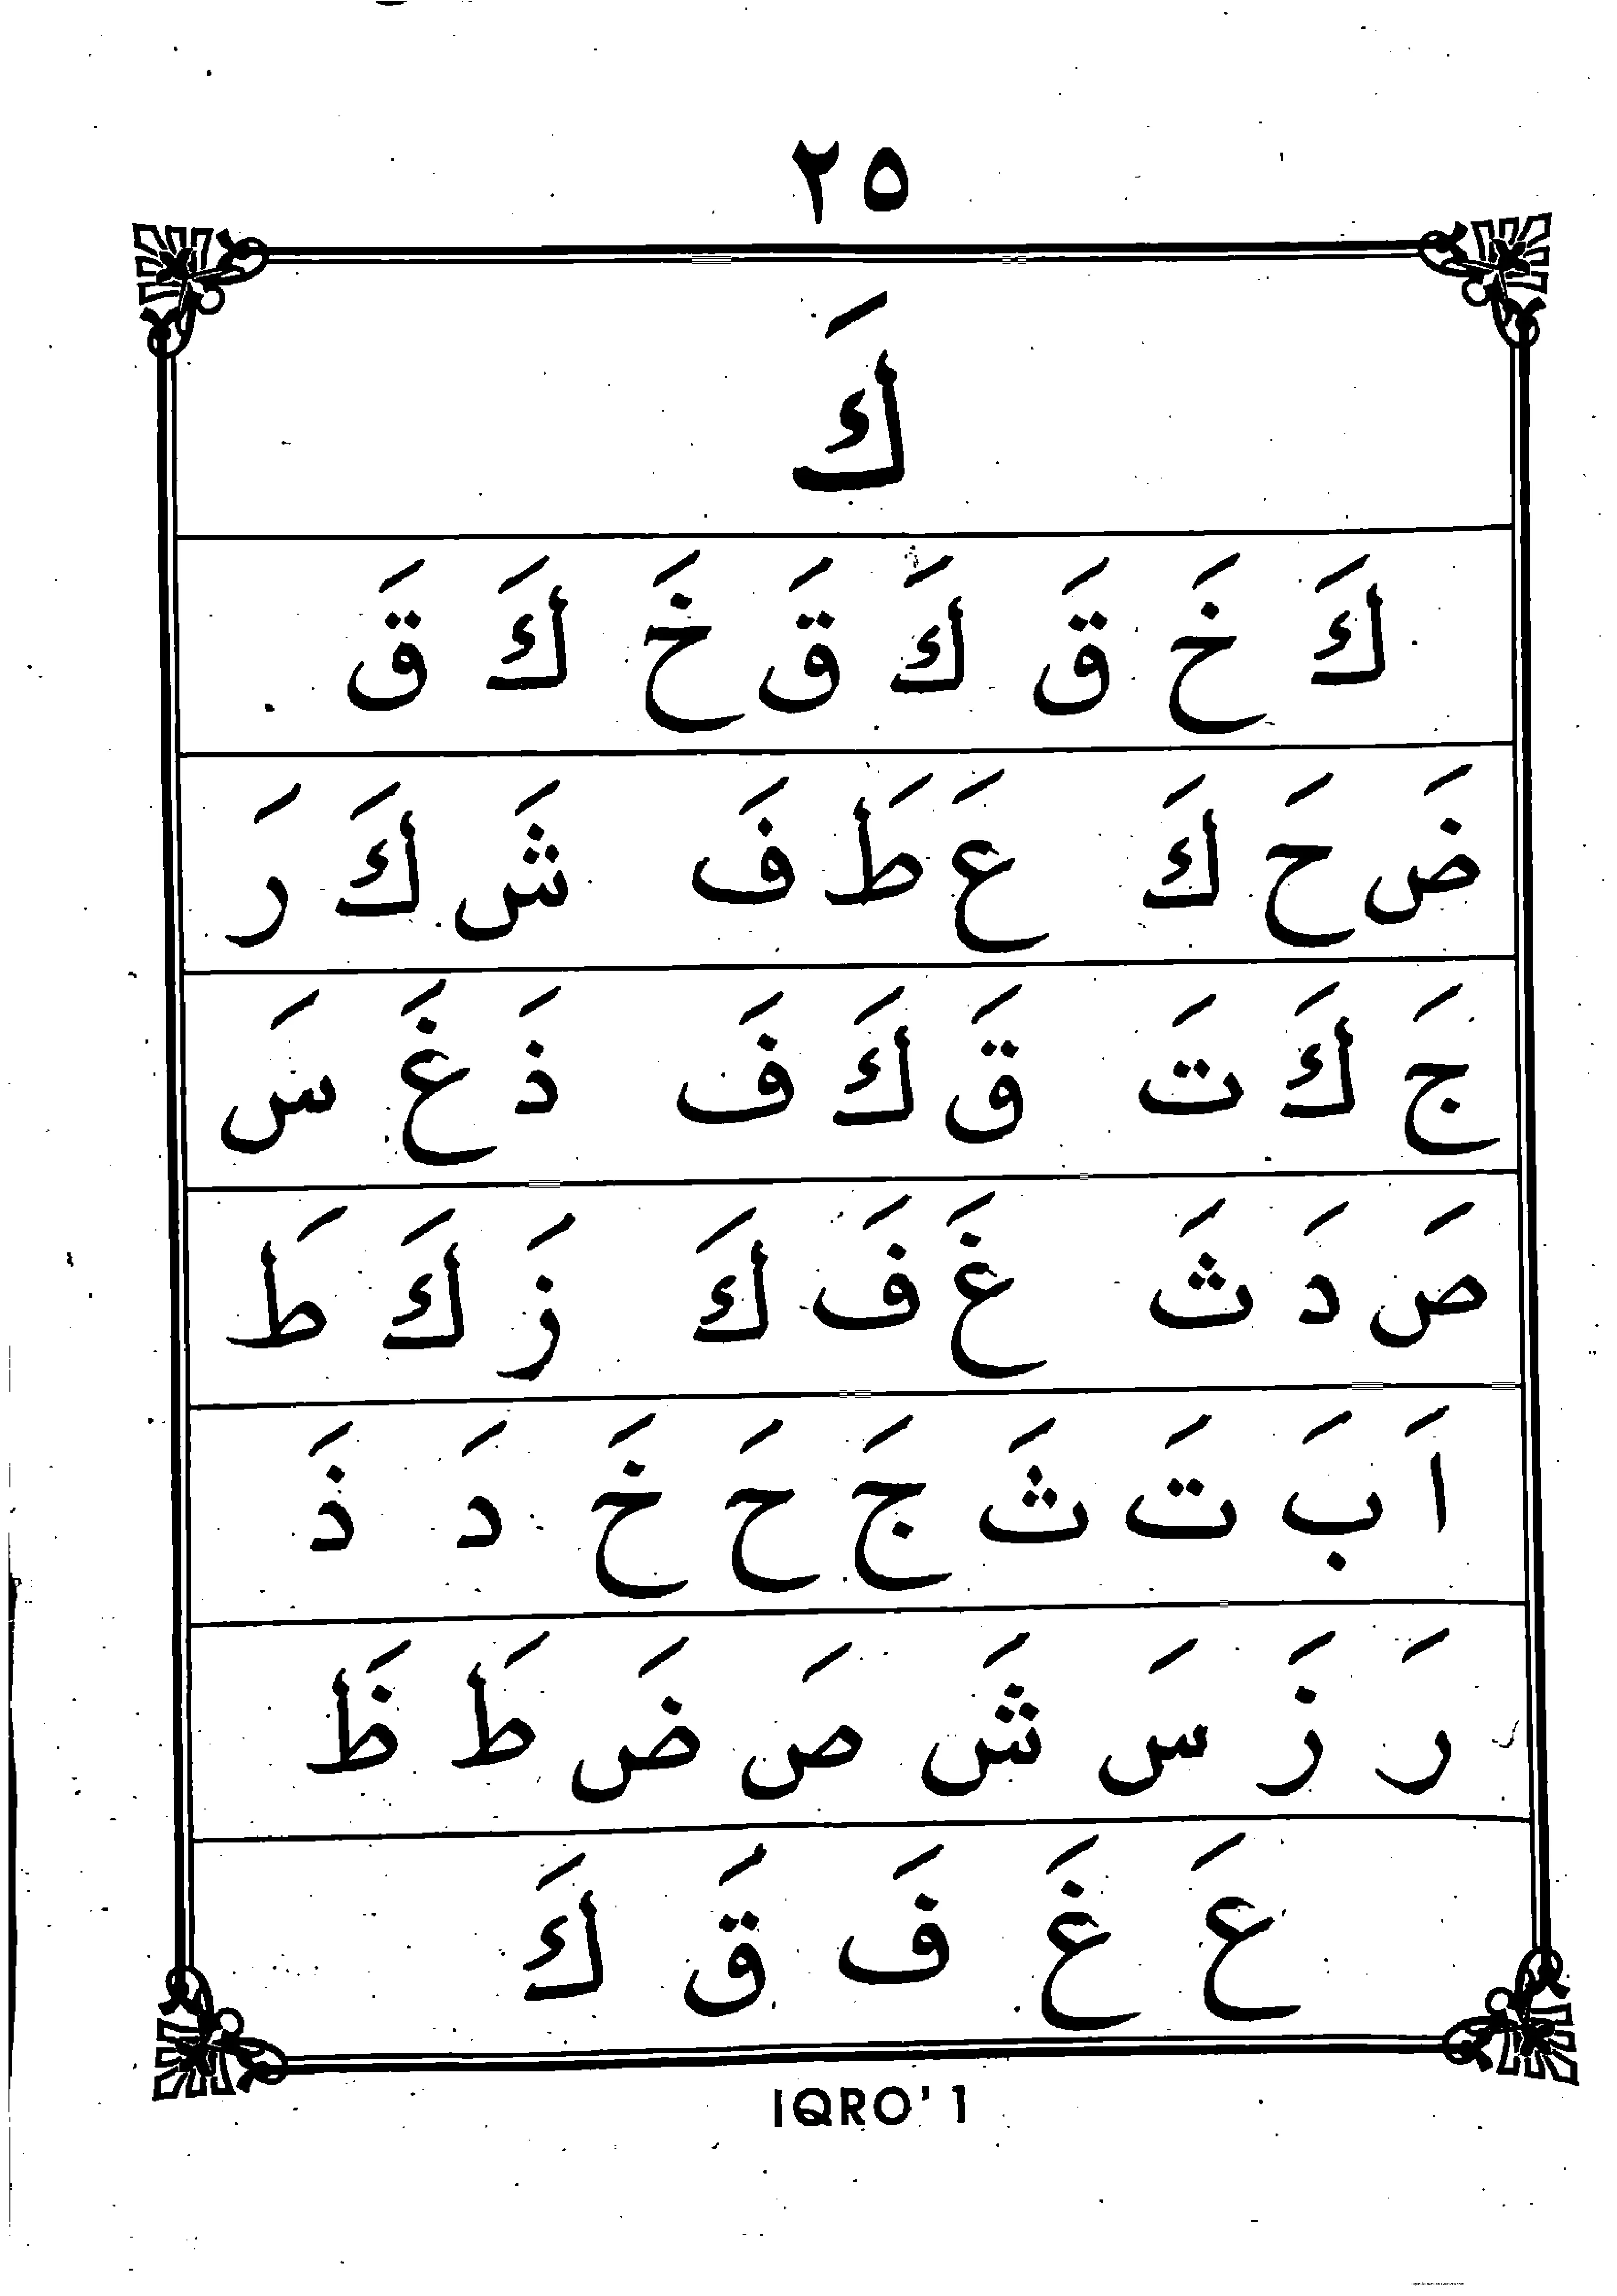 ٢٥
كَ
كَ خَ قَ كَ قَ خَ كَ قَ
ضَ حَ كَ عَ طَ فَ شَ كَ رَ
جَ كَ تَ قَ كَ فَ ذَ غَ سَ
صَ دَ ثَ غَ فَ كَ زَ كَ طَ
اَ بَ تَ ثَ جَ حَ خَ دَ ذَ
رَ زَ سَ شَ صَ ضَ طَ ظَ
عَ غَ فَ قَ كَ
IQRO' 1